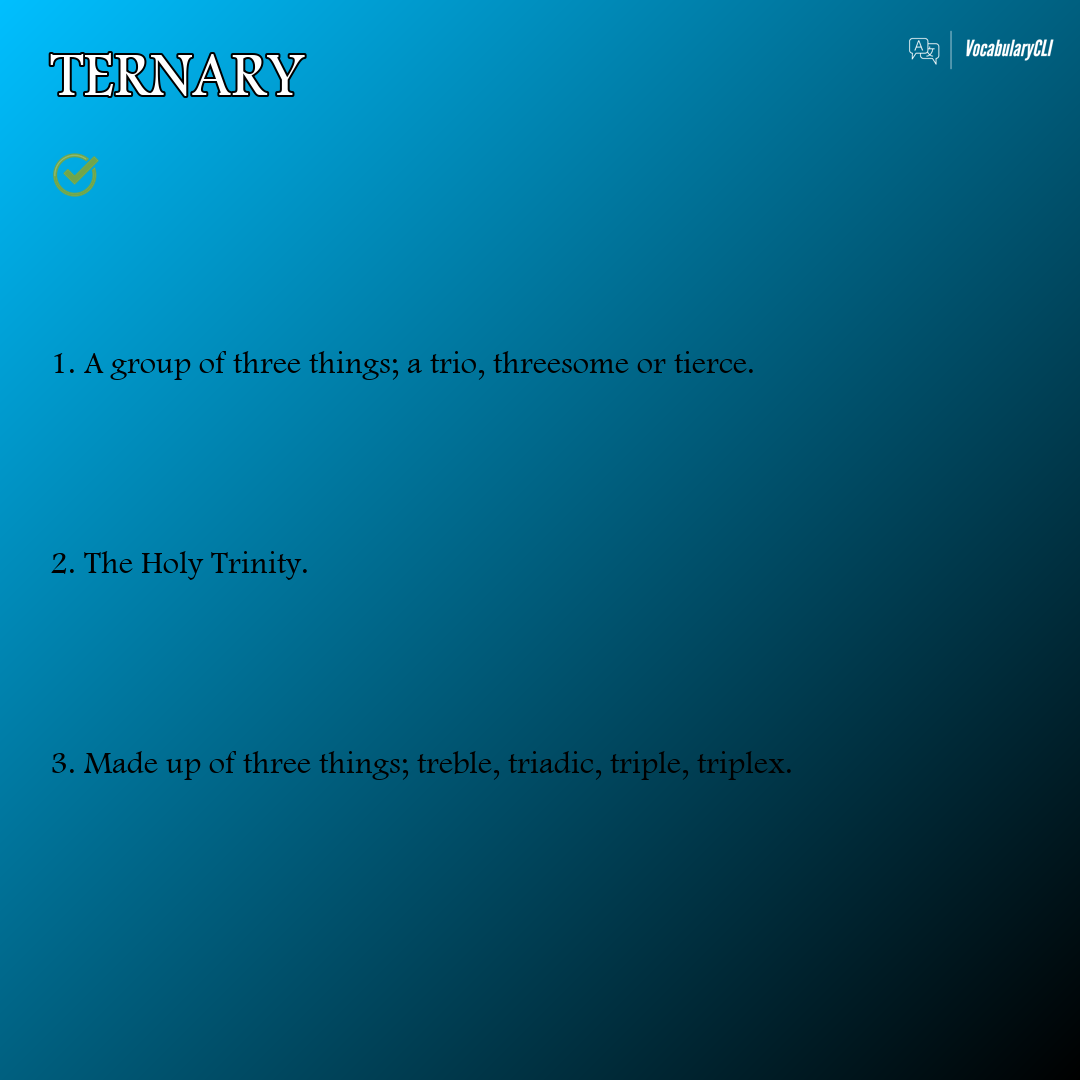 TERNARY
VocabularyCLI
1. A group of three things; a trio, threesome or tierce.
2. The Holy Trinity.
3. Made up of three things; treble, triadic, triple, triplex.